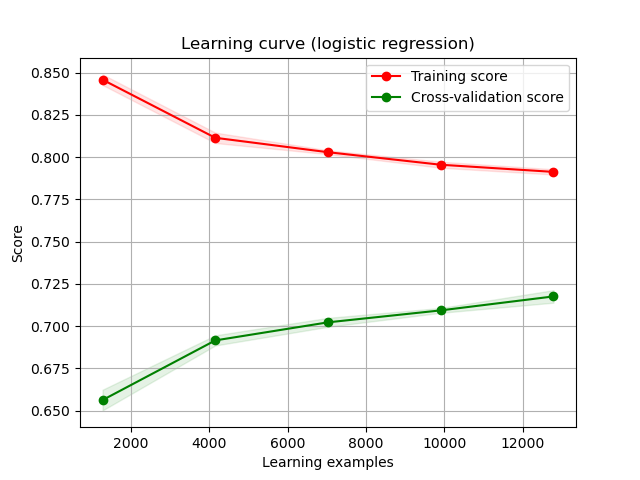 Learning curve (logistic regression)
Training score
Cross-validation score
Score
0.850
0.825
0.800
0.775
0.750
0.725
0.700
0.675
0.650
2000 4000 6000 8000 10000 12000
Learning examples